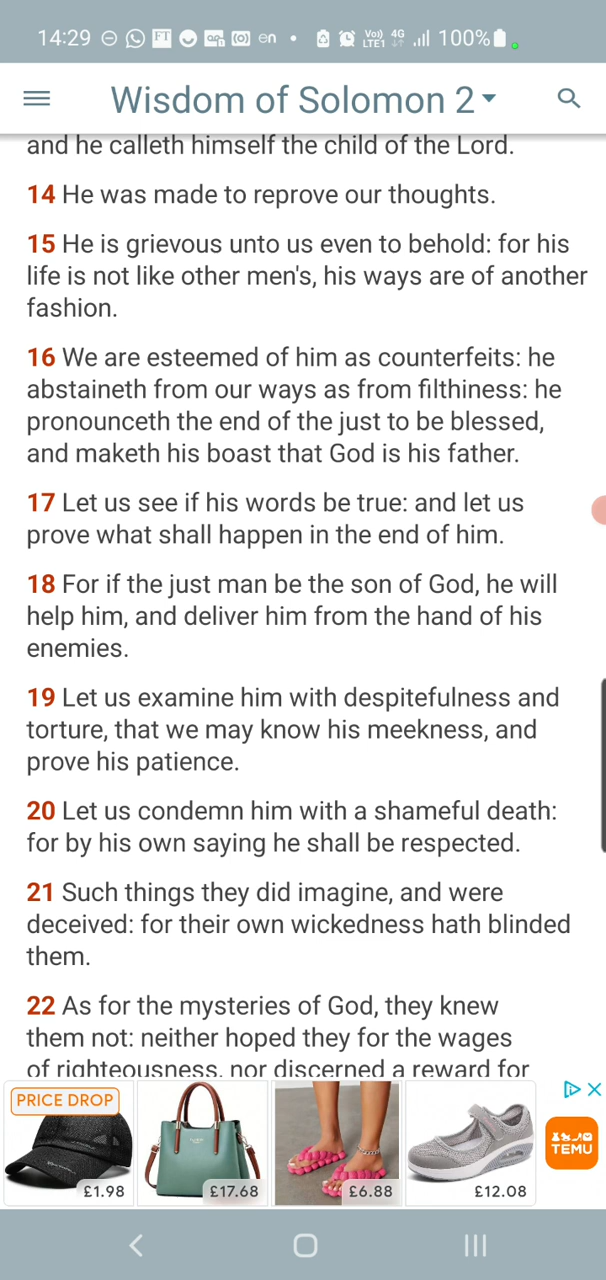 14:29 FT en Vo)) LTE1 4G 100%
Wisdom of Solomon 2
and he calleth himself the child of the Lord.
14 He was made to reprove our thoughts.
15 He is grievous unto us even to behold: for his
life is not like other men's, his ways are of another
fashion.
16 We are esteemed of him as counterfeits: he
abstaineth from our ways as from filthiness: he
pronounceth the end of the just to be blessed,
and maketh his boast that God is his father.
17 Let us see if his words be true: and let us
prove what shall happen in the end of him.
18 For if the just man be the son of God, he will
help him, and deliver him from the hand of his
enemies.
19 Let us examine him with despitefulness and
torture, that we may know his meekness, and
prove his patience.
20 Let us condemn him with a shameful death:
for by his own saying he shall be respected.
21 Such things they did imagine, and were
deceived: for their own wickedness hath blinded
them.
22 As for the mysteries of God, they knew
them not: neither hoped they for the wages
of righteousness, nor discerned a reward for
PRICE DROP
£1.98
£17.68
£6.88
£12.08
TEMU